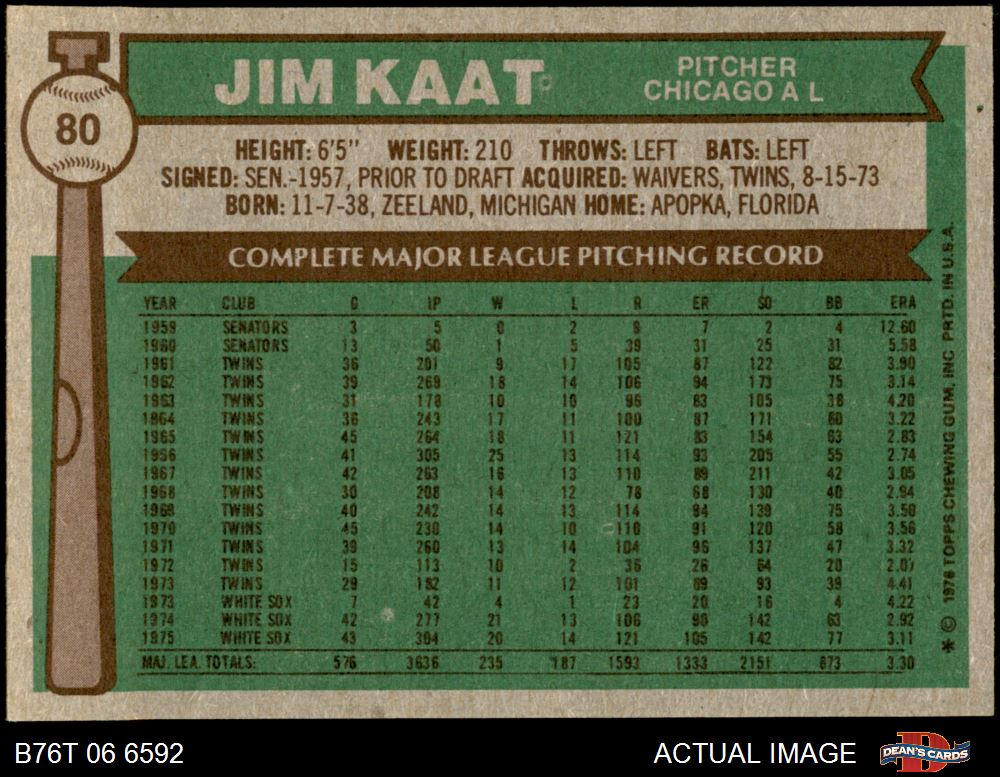 JIM KAAT
PITCHER
CHICAGO A L
80
HEIGHT: 6'5" WEIGHT: 210 THROWS: LEFT BATS: LEFT
SIGNED: SEN.-1957, PRIOR TO DRAFT ACQUIRED: WAIVERS, TWINS, 8-15-73
BORN: 11-7-38, ZEELAND, MICHIGAN HOME: APOPKA, FLORIDA
COMPLETE MAJOR LEAGUE PITCHING RECORD
YEAR CLUB G IP W L R ER SO BB ERA
1959 SENATORS 3 5 0 2 9 7 2 4 12.60
1960 SENATORS 13 50 1 5 39 31 25 31 5.58
1961 TWINS 36 201 9 17 105 87 122 82 3.90
1962 TWINS 39 269 18 14 106 94 173 75 3.14
1963 TWINS 31 178 10 10 96 83 105 38 4.20
1964 TWINS 36 243 17 11 100 87 171 60 3.22
1965 TWINS 45 264 18 11 121 83 154 63 2.83
1966 TWINS 41 305 25 13 114 93 205 55 2.74
1967 TWINS 42 263 16 13 110 89 211 42 3.05
1968 TWINS 30 208 14 12 78 68 130 40 2.94
1969 TWINS 40 242 14 13 114 94 139 75 3.50
1970 TWINS 45 230 14 10 110 91 120 58 3.56
1971 TWINS 39 260 13 14 104 96 137 47 3.32
1972 TWINS 15 113 10 2 36 26 64 20 2.07
1973 TWINS 29 182 11 12 101 89 93 39 4.41
1973 WHITE SOX 7 42 4 1 23 20 16 4 4.22
1974 WHITE SOX 42 277 21 13 106 90 142 63 2.92
1975 WHITE SOX 43 304 20 14 121 105 142 77 3.11
MAJ. LEA. TOTALS: 576 3636 235 187 1593 1333 2151 873 3.30
* © 1976 TOPPS CHEWING GUM, INC. PRTD. IN U.S.A.
B76T 06 6592
ACTUAL IMAGE
DEAN'S CARDS